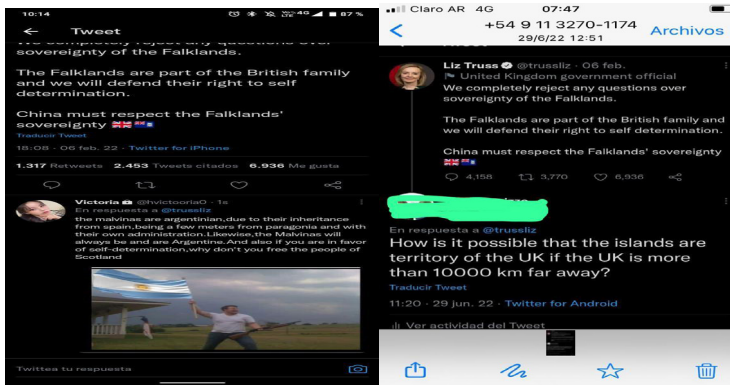 10:14
4G 87 %
Tweet
We completely reject any questions over
sovereignty of the Falklands.
The Falklands are part of the British family
and we will defend their right to self
determination.
China must respect the Falklands'
sovereignty
Traducir Tweet
18:08 · 06 feb. 22 · Twitter for iPhone
1.317 Retweets 2.453 Tweets citados 6.936 Me gusta
Victoria @hvictooria0 · 1s
En respuesta a @trussliz
the malvinas are argentinian,due to their inheritance
from spain,being a few meters from paragonia and with
their own administration.Likewise,the Malvinas will
always be and are Argentine.And also if you are in favor
of self-determination,why don't you free the people of
Scotland
Twittea tu respuesta
Claro AR 4G 07:47
+54 9 11 3270-1174
29/6/22 12:51
Archivos
Liz Truss @trussliz · 06 feb.
United Kingdom government official
We completely reject any questions over
sovereignty of the Falklands.
The Falklands are part of the British family and
we will defend their right to self determination.
China must respect the Falklands' sovereignty
4,158 3,770 6,936
En respuesta a @trussliz
How is it possible that the islands are
territory of the UK if the UK is more
than 10000 km far away?
Traducir Tweet
11:20 · 29 jun. 22 · Twitter for Android
Ver actividad del Tweet